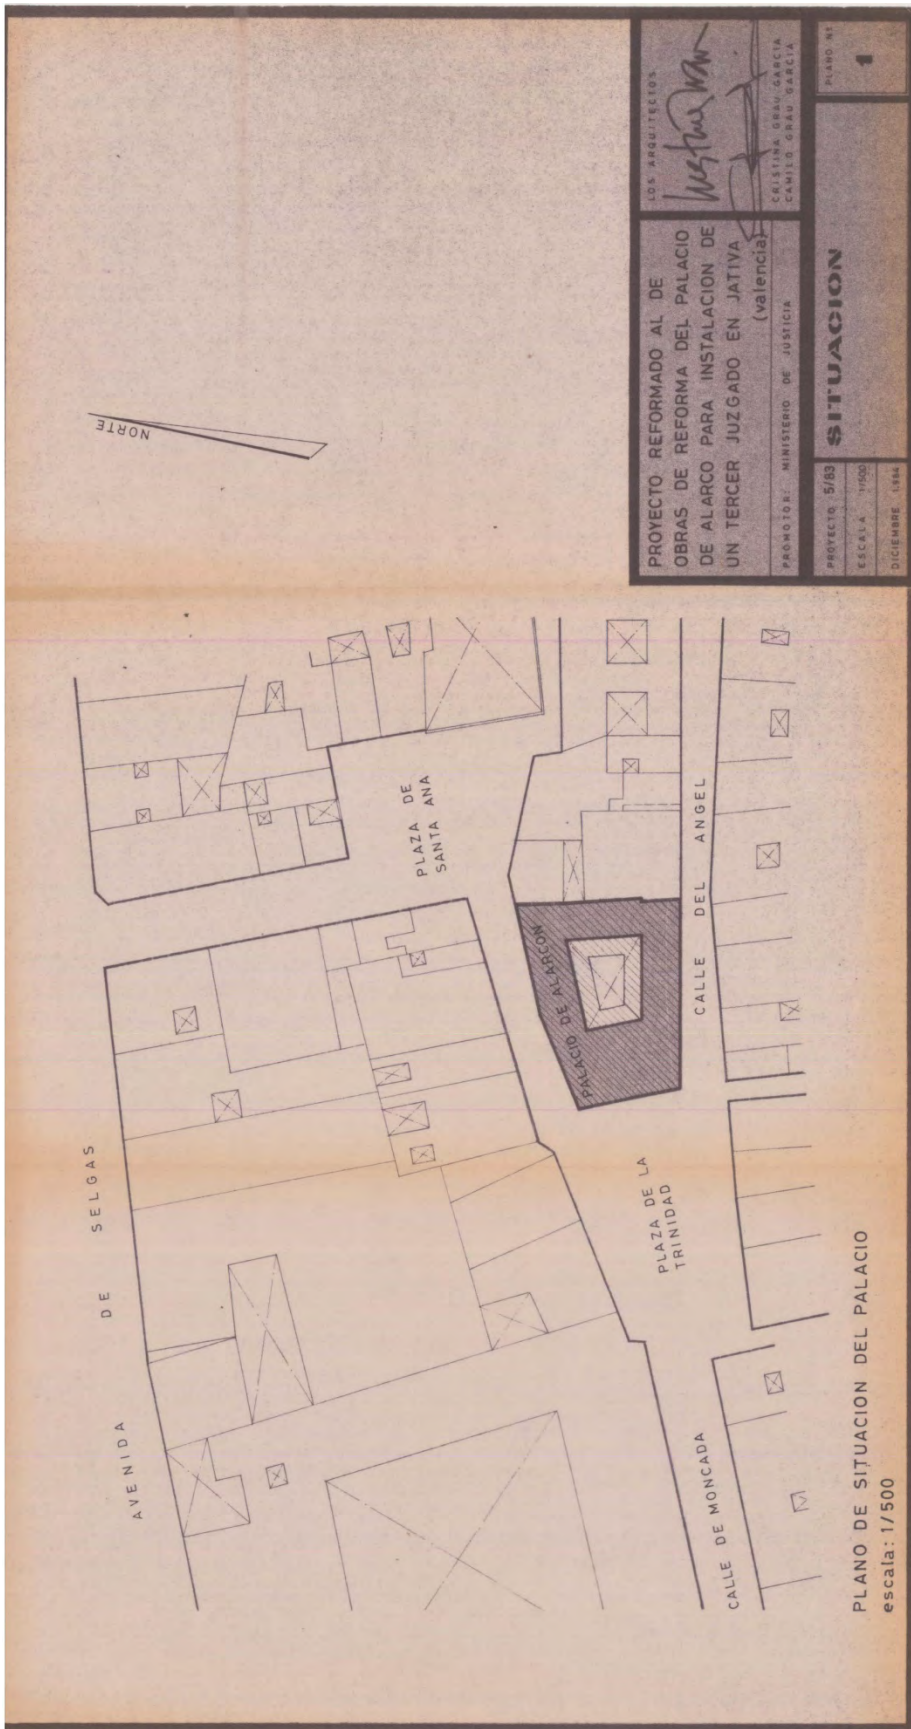 AVENIDA DE SELGAS
NORTE
PLAZA DE
SANTA ANA
PALACIO DE ALARCON
CALLE DEL ANGEL
PLAZA DE LA
TRINIDAD
CALLE DE MONCADA
PLANO DE SITUACION DEL PALACIO
escala: 1/500
PROYECTO REFORMADO AL DE
OBRAS DE REFORMA DEL PALACIO
DE ALARCO PARA INSTALACION DE
UN TERCER JUZGADO EN JATIVA
(valencia)
PROMOTOR: MINISTERIO DE JUSTICIA
LOS ARQUITECTOS
CRISTINA GRAU GARCIA
CAMILO GRAU GARCIA
PROYECTO 5/83
ESCALA 1/500
DICIEMBRE 1.984
SITUACION
PLANO Nº
1